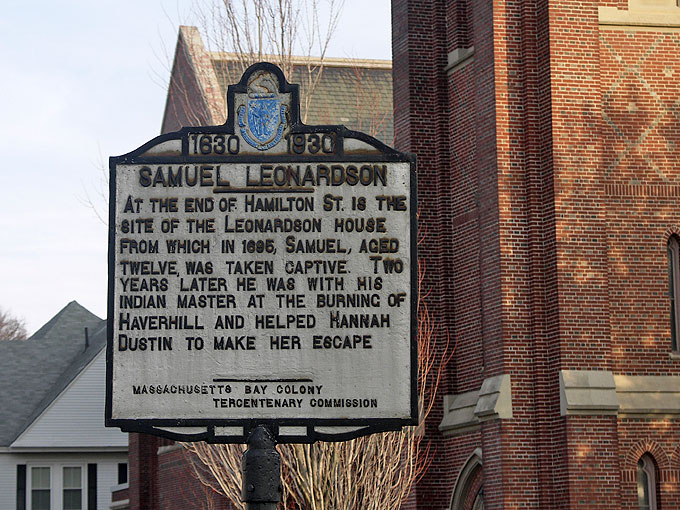 1630 1930
SAMUEL LEONARDSON
AT THE END OF HAMILTON ST. IS THE
SITE OF THE LEONARDSON HOUSE
FROM WHICH IN 1695, SAMUEL, AGED
TWELVE, WAS TAKEN CAPTIVE. TWO
YEARS LATER HE WAS WITH HIS
INDIAN MASTER AT THE BURNING OF
HAVERHILL AND HELPED HANNAH
DUSTIN TO MAKE HER ESCAPE
MASSACHUSETTS BAY COLONY
TERCENTENARY COMMISSION